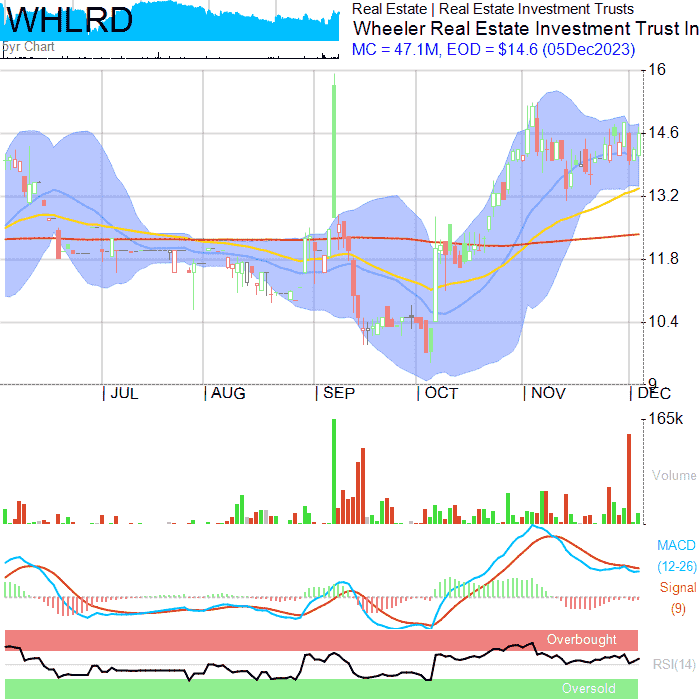 WHLRD
5yr Chart
Real Estate | Real Estate Investment Trusts
Wheeler Real Estate Investment Trust In
MC = 47.1M, EOD = $14.6 (05Dec2023)
16
14.6
13.2
11.8
10.4
9
JUL
AUG
SEP
OCT
NOV
DEC
165k
Volume
MACD
(12-26)
Signal
(9)
Overbought
RSI(14)
Oversold